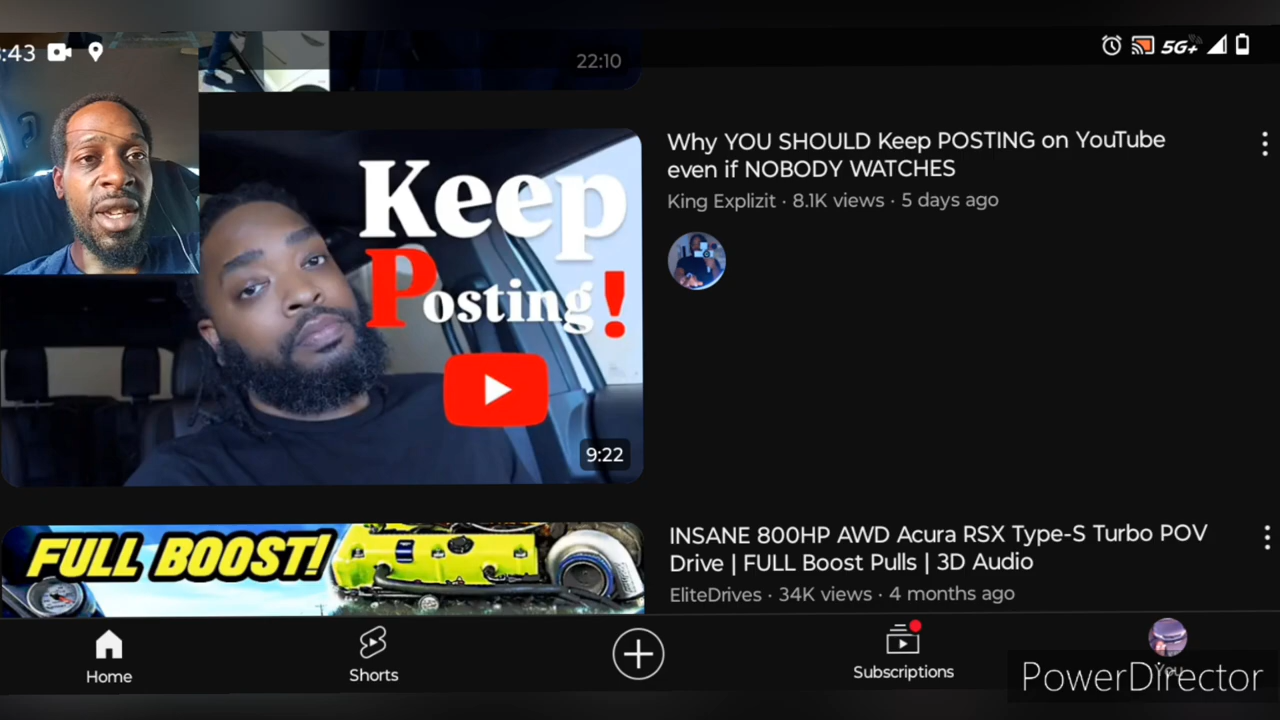 :43
5G+
22:10
Keep
Posting!
9:22
Why YOU SHOULD Keep POSTING on YouTube
even if NOBODY WATCHES
King Explizit · 8.1K views · 5 days ago
FULL BOOST!
INSANE 800HP AWD Acura RSX Type-S Turbo POV
Drive | FULL Boost Pulls | 3D Audio
EliteDrives · 34K views · 4 months ago
Home
Shorts
Subscriptions
You
PowerDirector